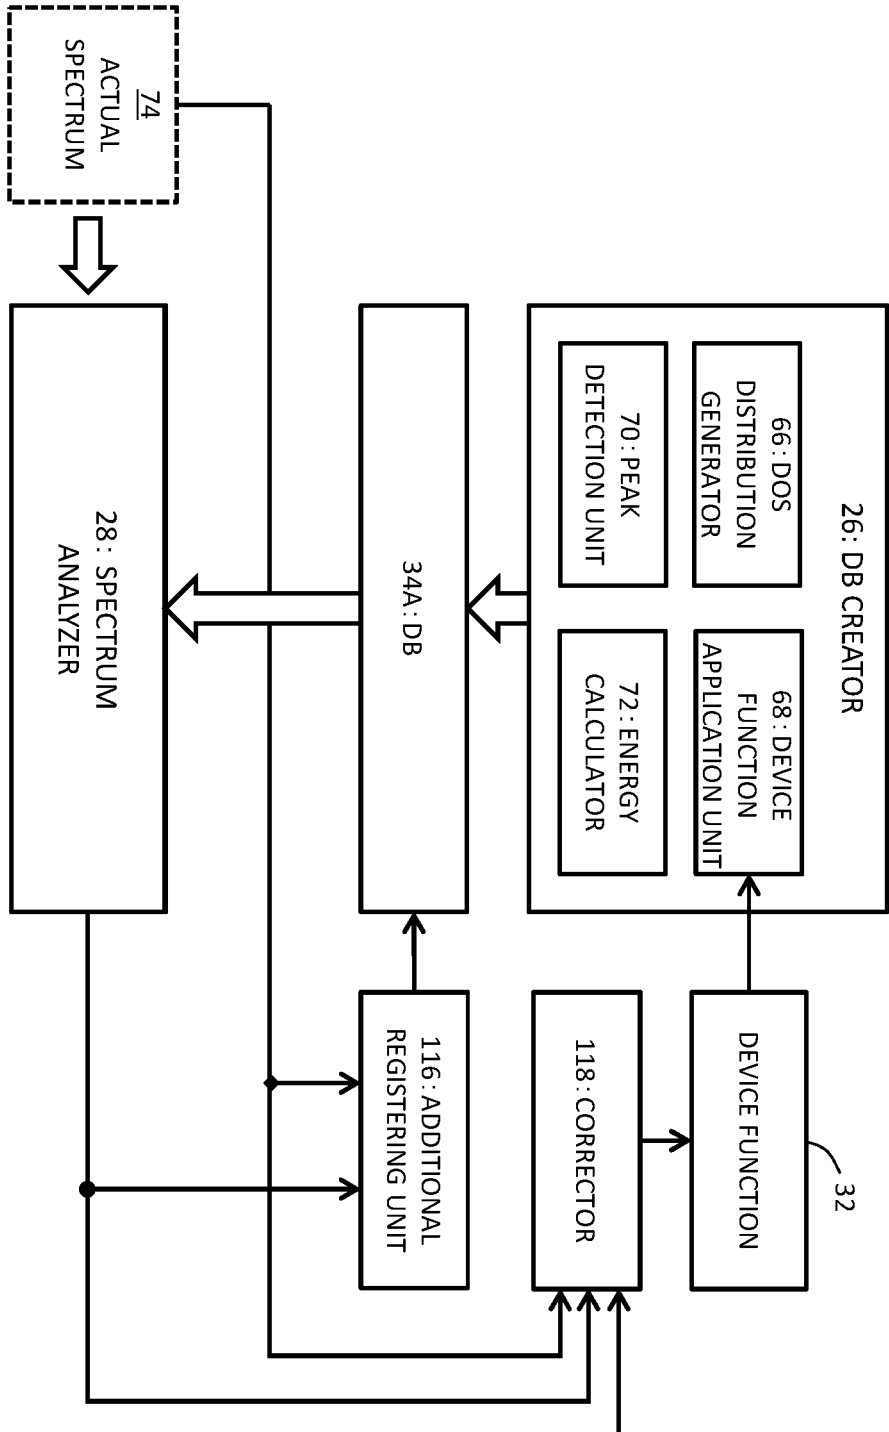 26: DB CREATOR
66:DOS
DISTRIBUTION
GENERATOR
68:DEVICE
FUNCTION
APPLICATION UNIT
70:PEAK
DETECTION UNIT
72:ENERGY
CALCULATOR
32
DEVICE FUNCTION
118:CORRECTOR
34A:DB
116:ADDITIONAL
REGISTERING UNIT
74
ACTUAL
SPECTRUM
28: SPECTRUM
ANALYZER